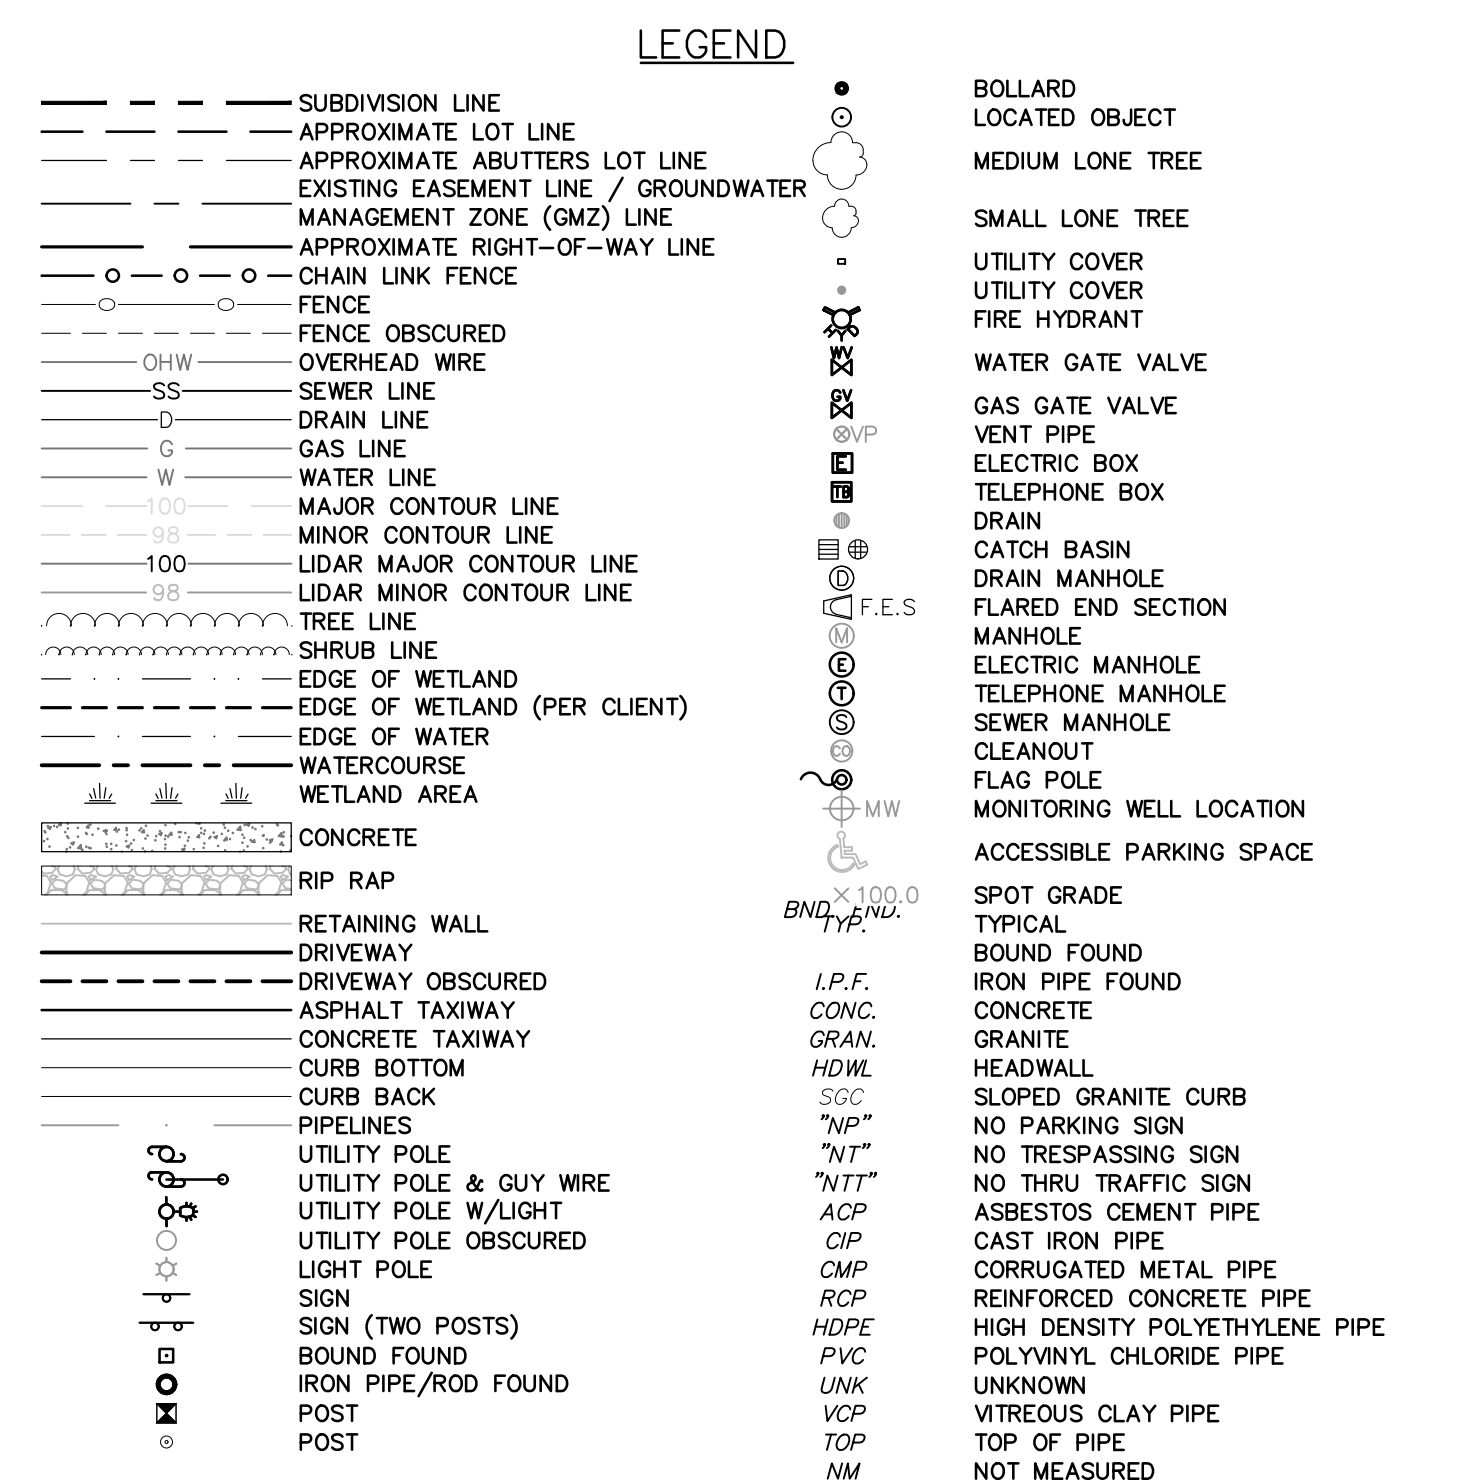 LEGEND
SUBDIVISION LINE
APPROXIMATE LOT LINE
APPROXIMATE ABUTTERS LOT LINE
EXISTING EASEMENT LINE / GROUNDWATER
MANAGEMENT ZONE (GMZ) LINE
APPROXIMATE RIGHT-OF-WAY LINE
CHAIN LINK FENCE
FENCE
FENCE OBSCURED
OHW OVERHEAD WIRE
SS SEWER LINE
D DRAIN LINE
G GAS LINE
W WATER LINE
100 MAJOR CONTOUR LINE
98 MINOR CONTOUR LINE
100 LIDAR MAJOR CONTOUR LINE
98 LIDAR MINOR CONTOUR LINE
TREE LINE
SHRUB LINE
EDGE OF WETLAND
EDGE OF WETLAND (PER CLIENT)
EDGE OF WATER
WATERCOURSE
WETLAND AREA
CONCRETE
RIP RAP
RETAINING WALL
DRIVEWAY
DRIVEWAY OBSCURED
ASPHALT TAXIWAY
CONCRETE TAXIWAY
CURB BOTTOM
CURB BACK
PIPELINES
UTILITY POLE
UTILITY POLE & GUY WIRE
UTILITY POLE W/LIGHT
UTILITY POLE OBSCURED
LIGHT POLE
SIGN
SIGN (TWO POSTS)
BOUND FOUND
IRON PIPE/ROD FOUND
POST
POST
BOLLARD
LOCATED OBJECT
MEDIUM LONE TREE
SMALL LONE TREE
UTILITY COVER
UTILITY COVER
FIRE HYDRANT
WV WATER GATE VALVE
GV GAS GATE VALVE
VP VENT PIPE
E ELECTRIC BOX
TB TELEPHONE BOX
DRAIN
CATCH BASIN
D DRAIN MANHOLE
F.E.S FLARED END SECTION
M MANHOLE
E ELECTRIC MANHOLE
T TELEPHONE MANHOLE
S SEWER MANHOLE
CO CLEANOUT
FLAG POLE
MW MONITORING WELL LOCATION
ACCESSIBLE PARKING SPACE
×100.0 SPOT GRADE
BND. FND.
TYP. TYPICAL
BOUND FOUND
I.P.F. IRON PIPE FOUND
CONC. CONCRETE
GRAN. GRANITE
HDWL HEADWALL
SGC SLOPED GRANITE CURB
"NP" NO PARKING SIGN
"NT" NO TRESPASSING SIGN
"NTT" NO THRU TRAFFIC SIGN
ACP ASBESTOS CEMENT PIPE
CIP CAST IRON PIPE
CMP CORRUGATED METAL PIPE
RCP REINFORCED CONCRETE PIPE
HDPE HIGH DENSITY POLYETHYLENE PIPE
PVC POLYVINYL CHLORIDE PIPE
UNK UNKNOWN
VCP VITREOUS CLAY PIPE
TOP TOP OF PIPE
NM NOT MEASURED